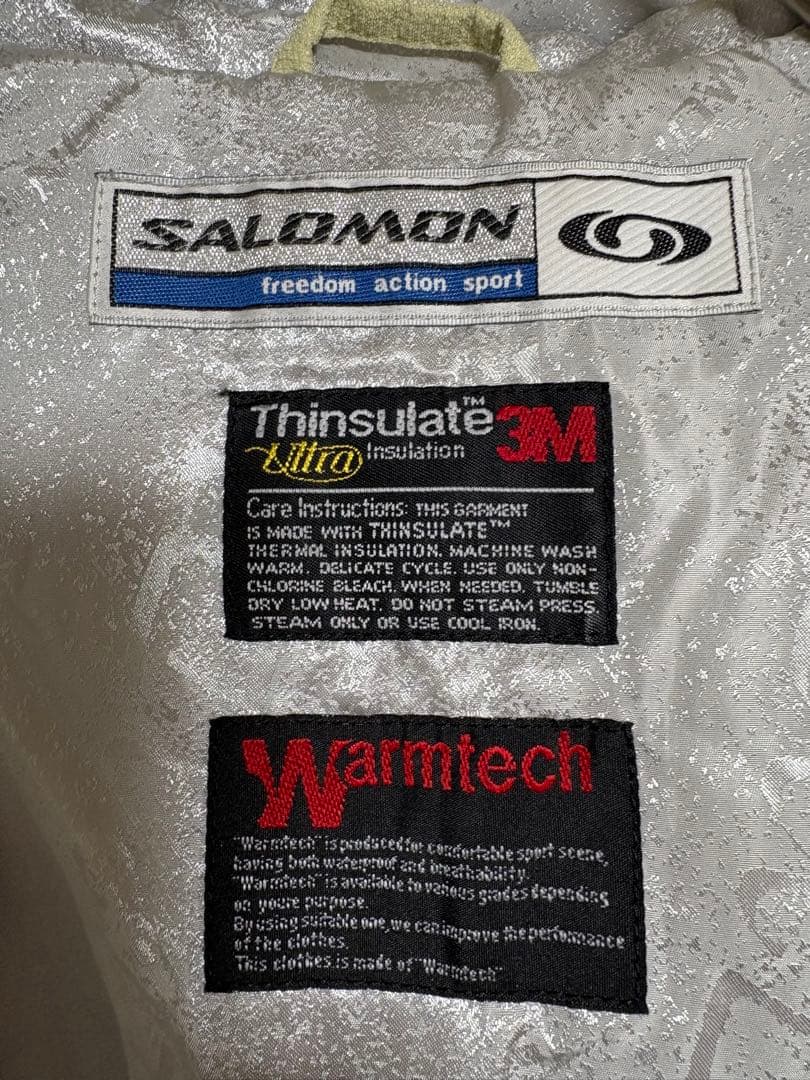 SALOMON
freedom action sport
Thinsulate™ 3M
Ultra Insulation
Care Instructions: THIS GARMENT
IS MADE WITH THINSULATE™
THERMAL INSULATION. MACHINE WASH
WARM. DELICATE CYCLE. USE ONLY NON-
CHLORINE BLEACH. WHEN NEEDED. TUMBLE
DRY LOW HEAT. DO NOT STEAM PRESS.
STEAM ONLY OR USE COOL IRON.
Warmtech
"Warmtech" is produced for comfortable sport scene,
having both waterproof and breathability.
"Warmtech" is available to various grades depending
on youre purpose.
By using suitable one, we can improve the performance
of the clothes.
This clothes is made of "Warmtech"